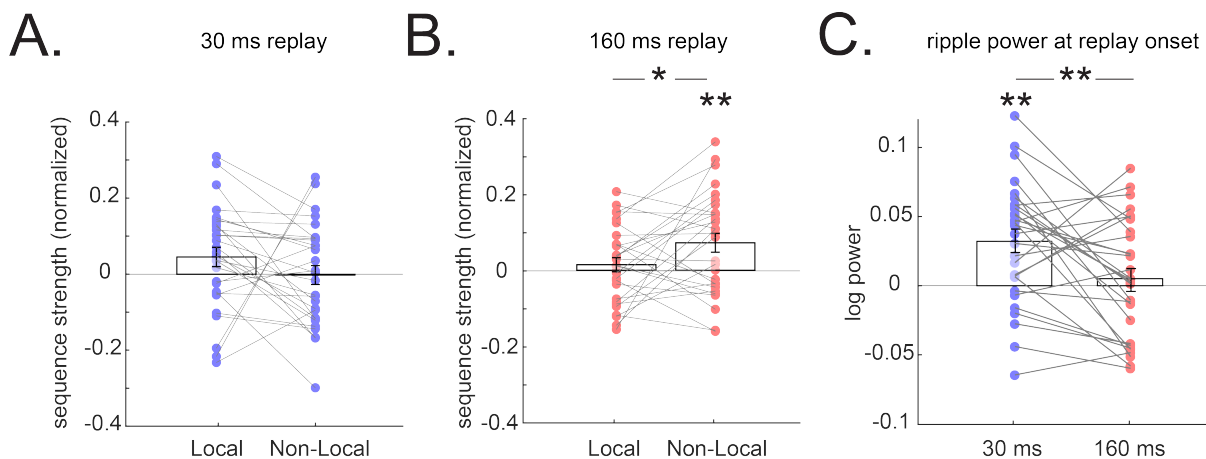 A.
30 ms replay
sequence strength (normalized)
0.4
0.2
0
-0.2
-0.4
Local
Non-Local
B.
160 ms replay
*
**
sequence strength (normalized)
0.4
0.2
0
-0.2
-0.4
Local
Non-Local
C.
ripple power at replay onset
**
**
log power
0.1
0.05
0
-0.05
-0.1
30 ms
160 ms